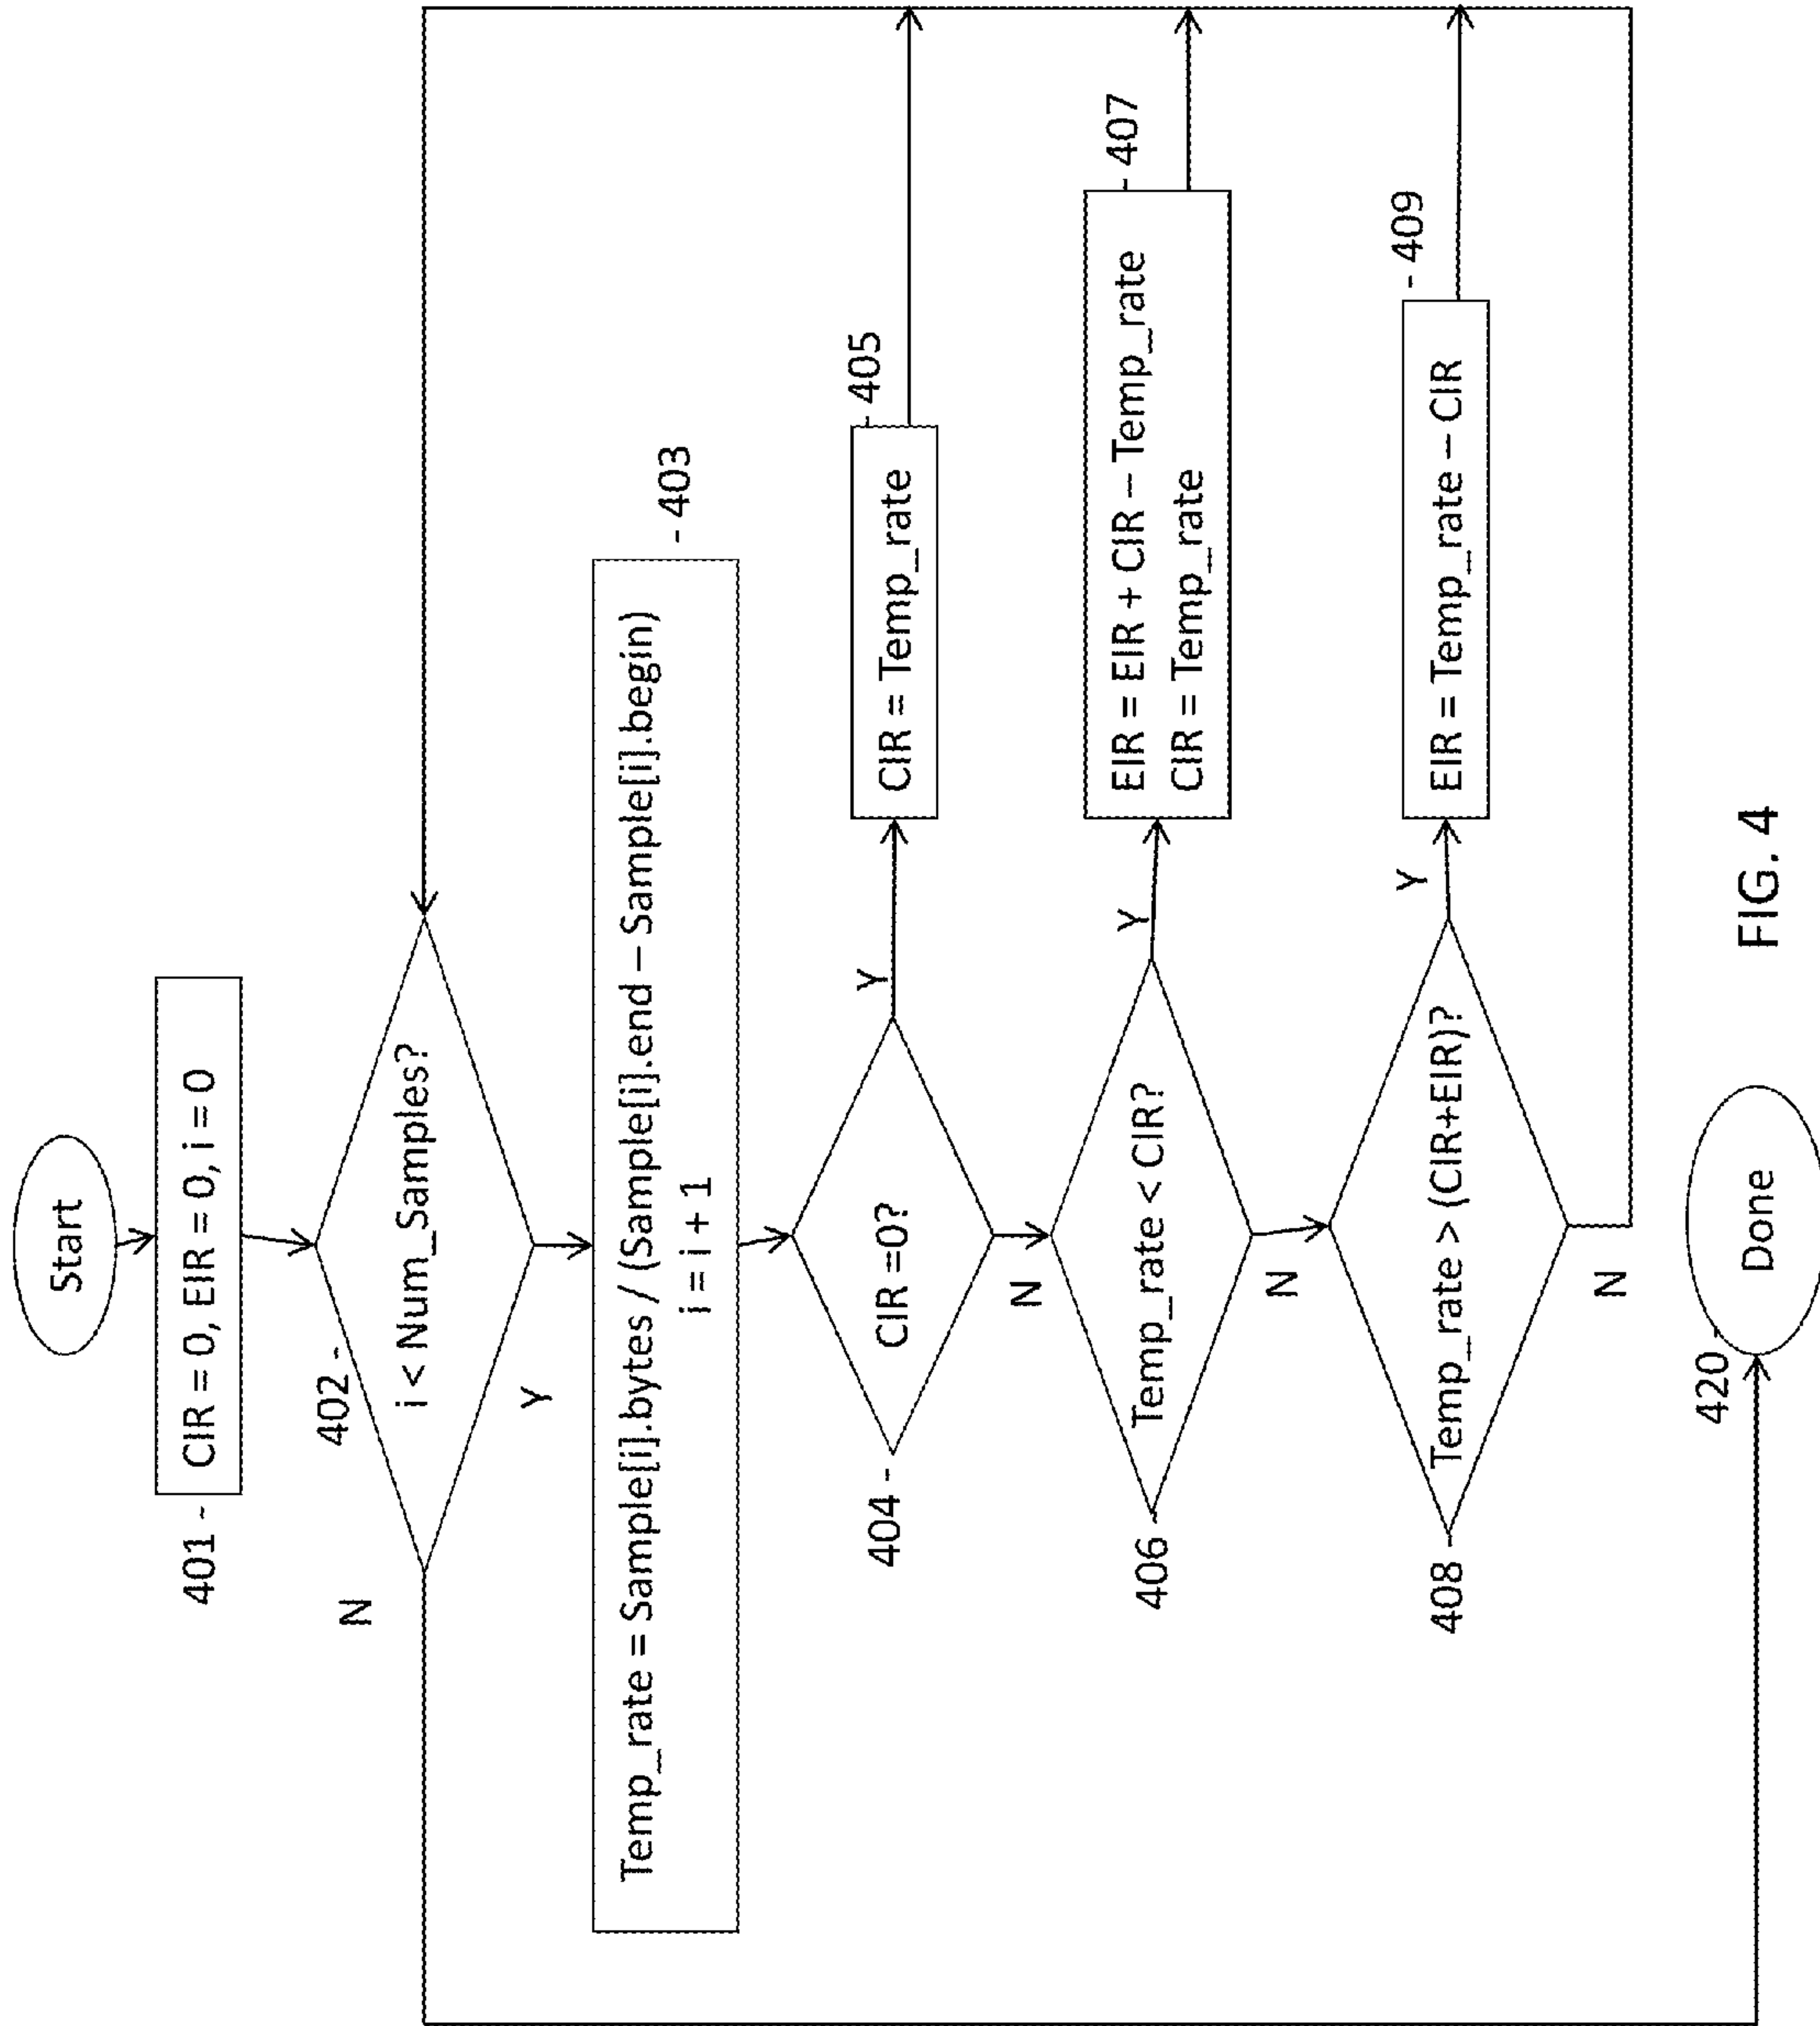 Start
401 -
CIR = 0, EIR = 0, i = 0
402 -
i < Num_Samples?
N
Y
Temp_rate = Sample[i].bytes / (Sample[i].end – Sample[i].begin)
i = i + 1
- 403
404 -
CIR =0?
Y
CIR = Temp_rate
- 405
N
406 -
Temp_rate < CIR?
Y
EIR = EIR + CIR – Temp_rate
CIR = Temp_rate
- 407
N
408 -
Temp_rate > (CIR+EIR)?
Y
EIR = Temp_rate – CIR
- 409
N
420 -
Done
FIG. 4